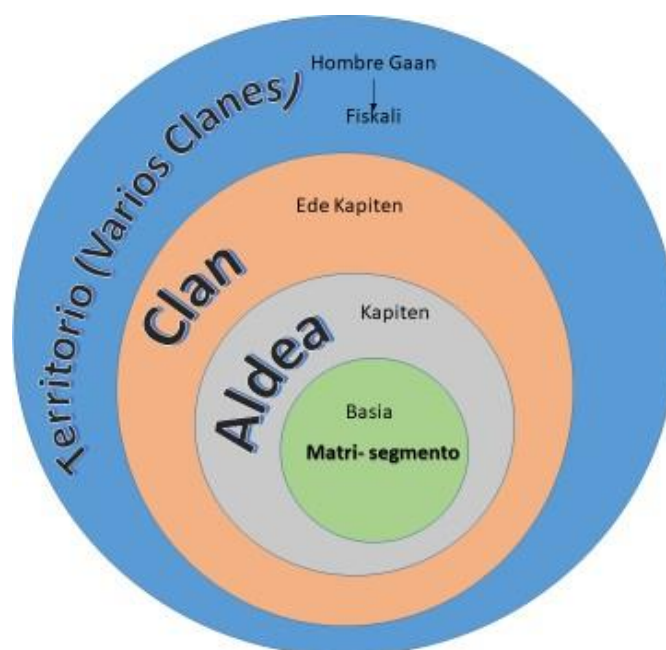 Hombre Gaan
Fiskali
Territorio (Varios Clanes)
Ede Kapiten
Clan
Kapiten
Aldea
Basia
Matri- segmento